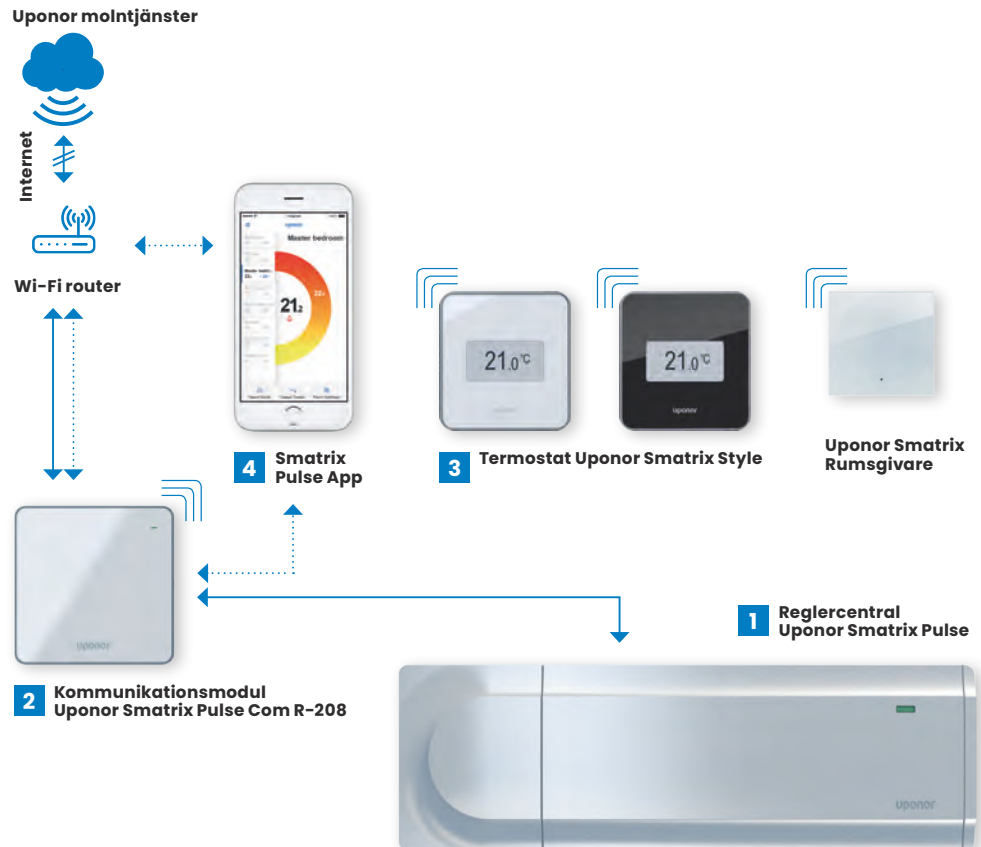 Uponor molntjänster
Internet
Wi-Fi router
uponor
Master bedroom
21.2
4 Smatrix
Pulse App
21.0 °C
uponor
21.0 °C
uponor
3 Termostat Uponor Smatrix Style
Uponor Smatrix
Rumsgivare
uponor
2 Kommunikationsmodul
Uponor Smatrix Pulse Com R-208
1 Reglercentral
Uponor Smatrix Pulse
uponor